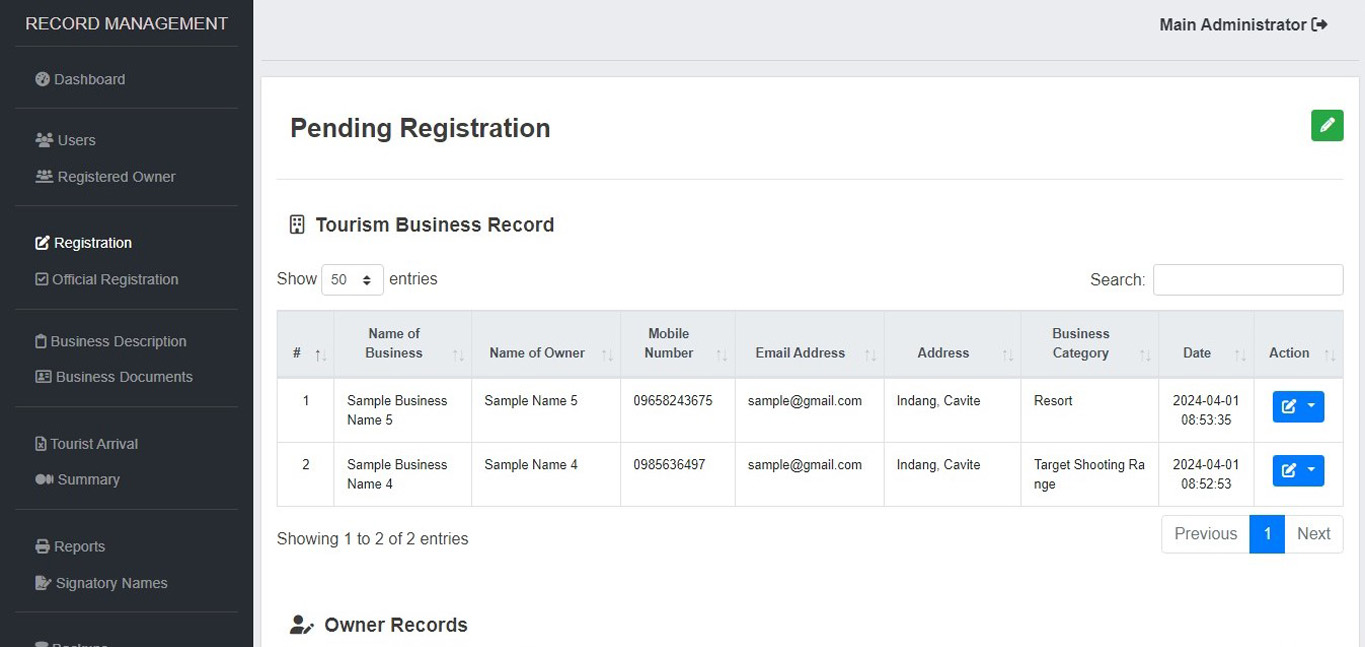 RECORD MANAGEMENT
Main Administrator
Dashboard
Users
Registered Owner
Registration
Official Registration
Business Description
Business Documents
Tourist Arrival
Summary
Reports
Signatory Names
Pending Registration
Tourism Business Record
Show 50 entries
Search:
# Name of Business Name of Owner Mobile Number Email Address Address Business Category Date Action
1 Sample Business Sample Name 5 09658243675 sample@gmail.com Indang, Cavite Resort 2024-04-01
Name 5 08:53:35
2 Sample Business Sample Name 4 0985636497 sample@gmail.com Indang, Cavite Target Shooting Ra 2024-04-01
Name 4 nge 08:52:53
Showing 1 to 2 of 2 entries
Previous 1 Next
Owner Records